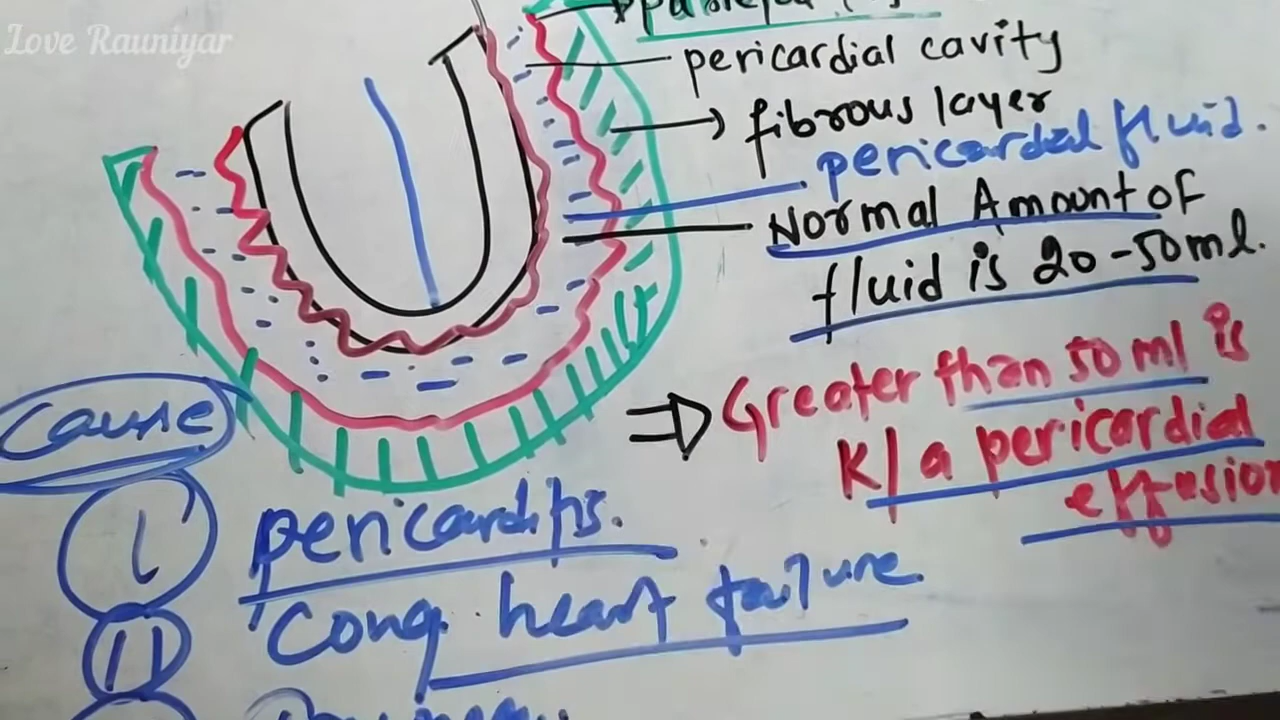 Love Rauniyar
pericardial cavity
fibrous layer
pericardial fluid.
Normal Amount of
fluid is 20-50ml.
Greater than 50 ml is
K/a pericardial
effusion
Cause
I
pericarditis.
II
Cong. heart failure.